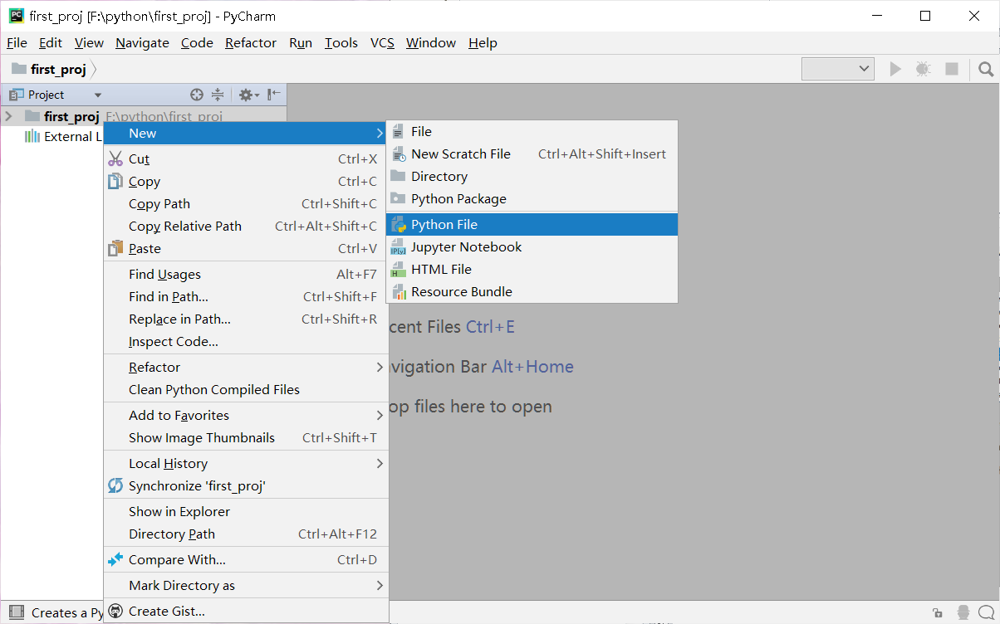 first_proj [F:\python\first_proj] - PyCharm
File Edit View Navigate Code Refactor Run Tools VCS Window Help
first_proj
Project
first_proj F:\python\first_proj
External L
New
Cut Ctrl+X
Copy Ctrl+C
Copy Path Ctrl+Shift+C
Copy Relative Path Ctrl+Alt+Shift+C
Paste Ctrl+V
Find Usages Alt+F7
Find in Path... Ctrl+Shift+F
Replace in Path... Ctrl+Shift+R
Inspect Code...
Refactor
Clean Python Compiled Files
Add to Favorites
Show Image Thumbnails Ctrl+Shift+T
Local History
Synchronize 'first_proj'
Show in Explorer
Directory Path Ctrl+Alt+F12
Compare With... Ctrl+D
Mark Directory as
Create Gist...
File
New Scratch File Ctrl+Alt+Shift+Insert
Directory
Python Package
Python File
Jupyter Notebook
HTML File
Resource Bundle
cent Files Ctrl+E
vigation Bar Alt+Home
op files here to open
Creates a Py